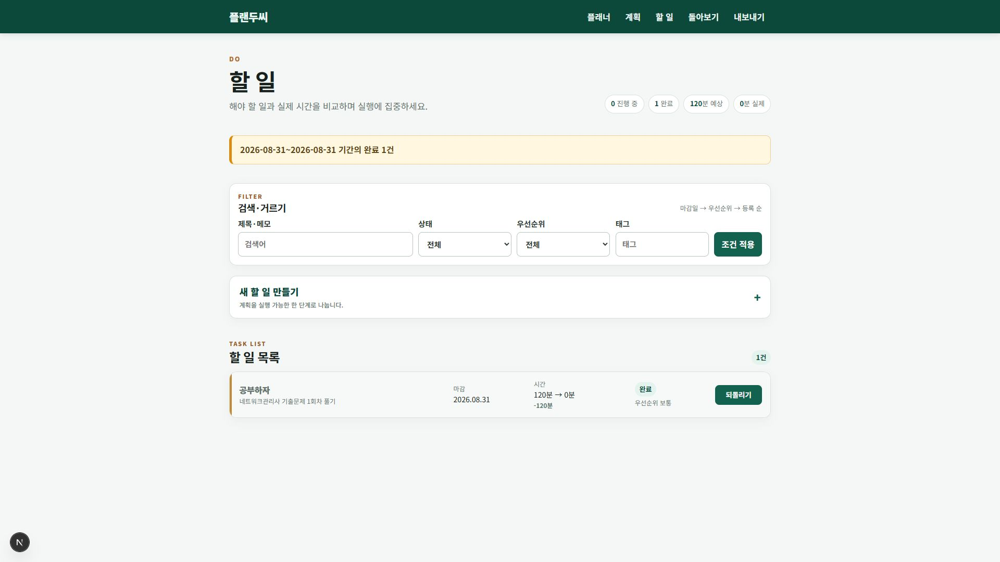 플랜두씨
플래너 계획 할 일 돌아보기 내보내기
DO
할 일
해야 할 일과 실제 시간을 비교하며 실행에 집중하세요.
0 진행 중 1 완료 120분 예상 0분 실제
2026-08-31~2026-08-31 기간의 완료 1건
FILTER
검색·거르기
마감일 → 우선순위 → 등록 순
제목·메모 상태 우선순위 태그
검색어 전체 전체 태그 조건 적용
새 할 일 만들기
+
계획을 실행 가능한 한 단계로 나눕니다.
TASK LIST
할 일 목록
1건
공부하자
네트워크관리사 기출문제 1회차 풀기
마감
2026.08.31
시간
120분 → 0분
-120분
완료
우선순위 보통
되돌리기
N